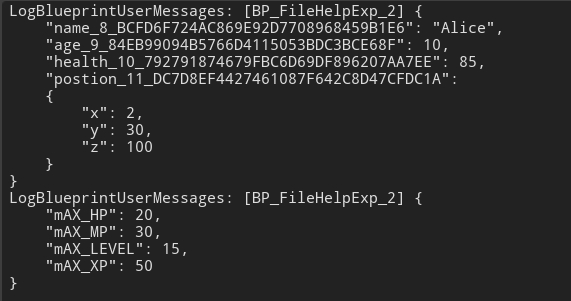 LogBlueprintUserMessages: [BP_FileHelpExp_2] {
    "name_8_BCFD6F724AC869E92D7708968459B1E6": "Alice",
    "age_9_84EB99094B5766D4115053BDC3BCE68F": 10,
    "health_10_792791874679FBC6D69DF896207AA7EE": 85,
    "postion_11_DC7D8EF4427461087F642C8D47CFDC1A":
    {
        "x": 2,
        "y": 30,
        "z": 100
    }
}
LogBlueprintUserMessages: [BP_FileHelpExp_2] {
    "mAX_HP": 20,
    "mAX_MP": 30,
    "mAX_LEVEL": 15,
    "mAX_XP": 50
}